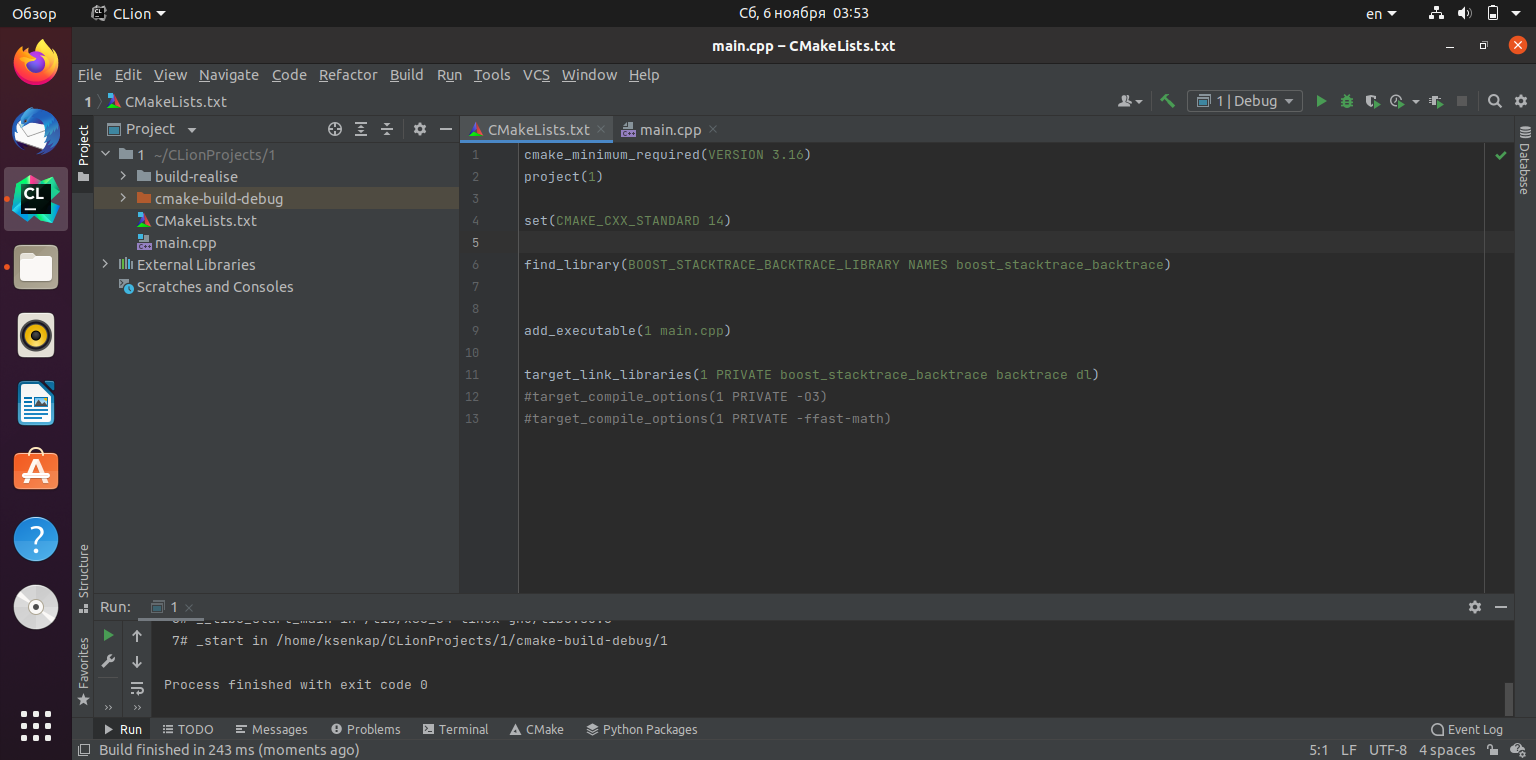 Обзор CLion Сб, 6 ноября 03:53 en
main.cpp – CMakeLists.txt
File Edit View Navigate Code Refactor Build Run Tools VCS Window Help
1 CMakeLists.txt 1 | Debug
Project CMakeLists.txt main.cpp
Project
Database
1 ~/CLionProjects/1
build-realise
cmake-build-debug
CMakeLists.txt
main.cpp
External Libraries
Scratches and Consoles
1 cmake_minimum_required(VERSION 3.16)
2 project(1)
3
4 set(CMAKE_CXX_STANDARD 14)
5
6 find_library(BOOST_STACKTRACE_BACKTRACE_LIBRARY NAMES boost_stacktrace_backtrace)
7
8
9 add_executable(1 main.cpp)
10
11 target_link_libraries(1 PRIVATE boost_stacktrace_backtrace backtrace dl)
12 #target_compile_options(1 PRIVATE -O3)
13 #target_compile_options(1 PRIVATE -ffast-math)
Structure
Favorites
Run: 1
7# _start in /home/ksenkap/CLionProjects/1/cmake-build-debug/1
Process finished with exit code 0
Run TODO Messages Problems Terminal CMake Python Packages Event Log
Build finished in 243 ms (moments ago) 5:1 LF UTF-8 4 spaces